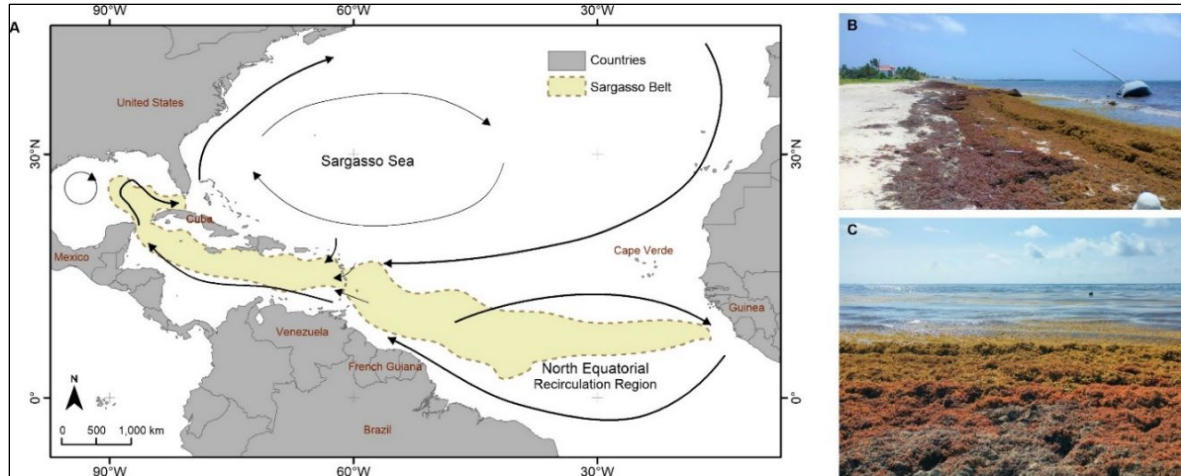 90°W
60°W
30°W
A
Countries
Sargasso Belt
United States
Sargasso Sea
30°N
30°N
Cuba
Mexico
Cape Verde
Guinea
Venezuela
French Guiana
North Equatorial
Recirculation Region
N
0°
0°
0 500 1,000 km
Brazil
90°W
60°W
30°W
B
C